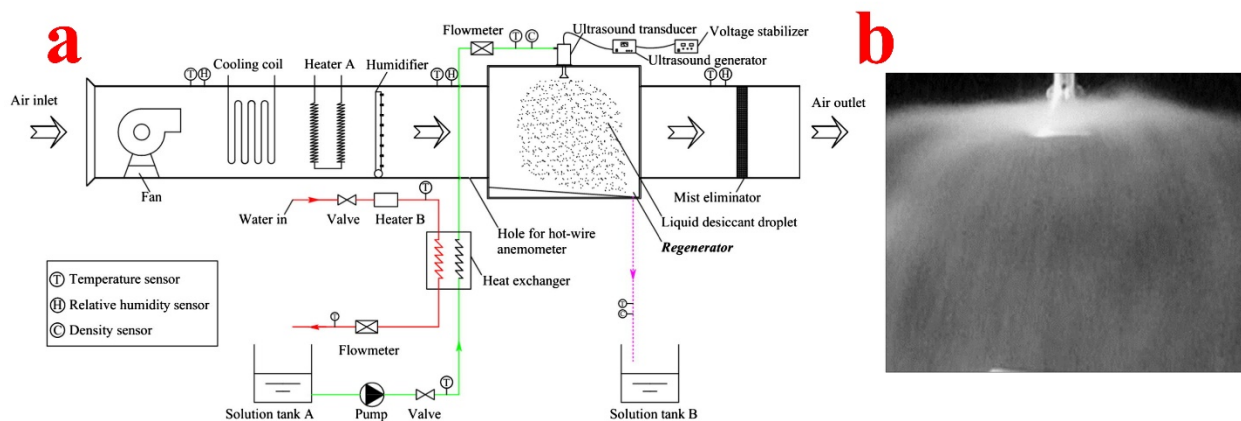 a
b
Flowmeter
T
C
Ultrasound transducer
Voltage stabilizer
Ultrasound generator
Cooling coil
Heater A
Humidifier
T H
T H
T H
Air inlet
Air outlet
Fan
Mist eliminator
Water in
Valve
Heater B
T
Hole for hot-wire
anemometer
Liquid desiccant droplet
Regenerator
Heat exchanger
T Temperature sensor
H Relative humidity sensor
C Density sensor
T
C
T
Flowmeter
T
Solution tank A
Pump
Valve
Solution tank B